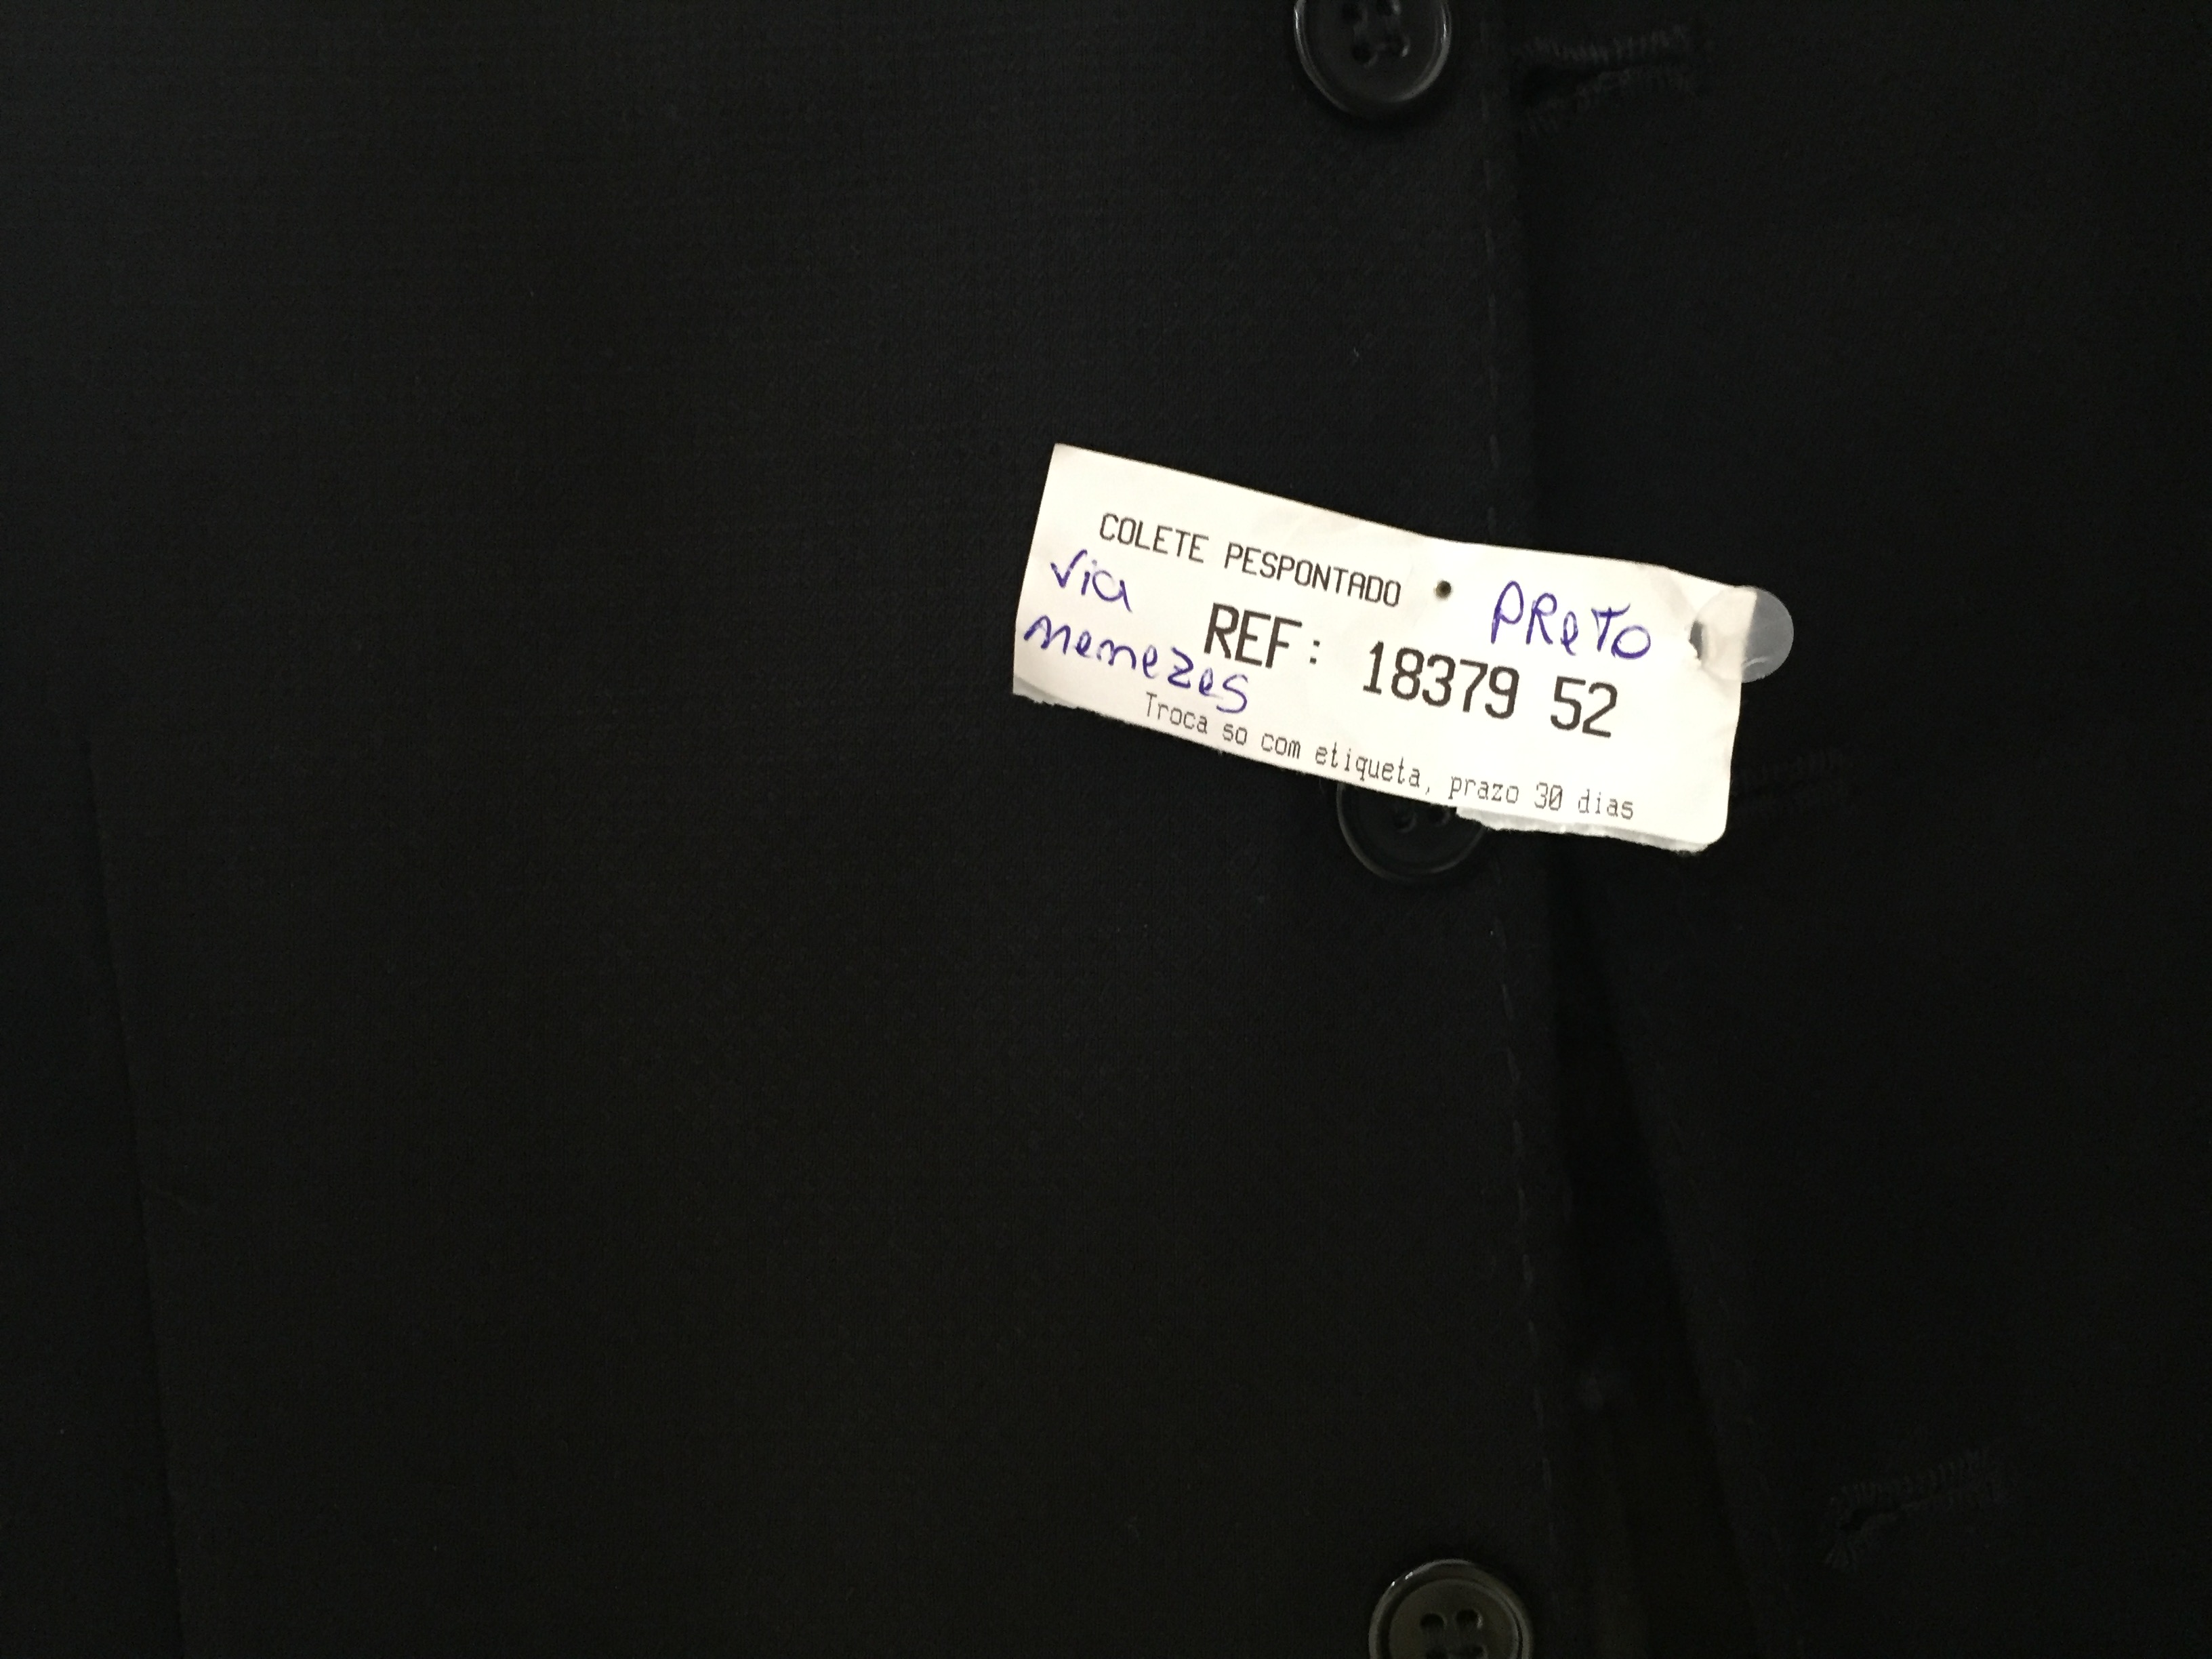 COLETE PESPONTADO
PReTO
via
menezes
REF: 18379 52
Troca so com etiqueta, prazo 30 dias